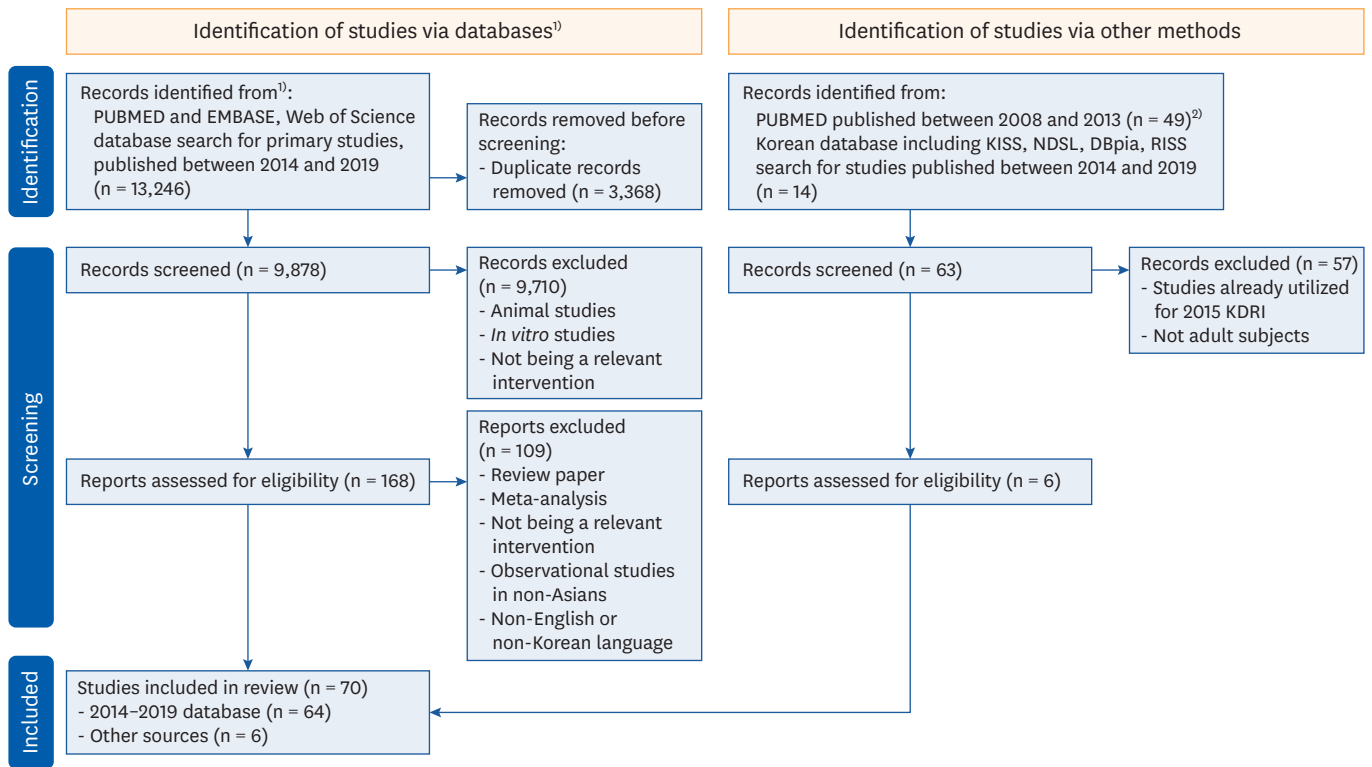 Identification of studies via databases¹⁾
Identification of studies via other methods
Identification
Records identified from¹⁾:
PUBMED and EMBASE, Web of Science
database search for primary studies,
published between 2014 and 2019
(n = 13,246)
Records removed before
screening:
- Duplicate records
removed (n = 3,368)
Records identified from:
PUBMED published between 2008 and 2013 (n = 49)²⁾
Korean database including KISS, NDSL, DBpia, RISS
search for studies published between 2014 and 2019
(n = 14)
Screening
Records screened (n = 9,878)
Records excluded
(n = 9,710)
- Animal studies
- In vitro studies
- Not being a relevant
intervention
Records screened (n = 63)
Records excluded (n = 57)
- Studies already utilized
for 2015 KDRI
- Not adult subjects
Reports assessed for eligibility (n = 168)
Reports excluded
(n = 109)
- Review paper
- Meta-analysis
- Not being a relevant
intervention
- Observational studies
in non-Asians
- Non-English or
non-Korean language
Reports assessed for eligibility (n = 6)
Included
Studies included in review (n = 70)
- 2014–2019 database (n = 64)
- Other sources (n = 6)